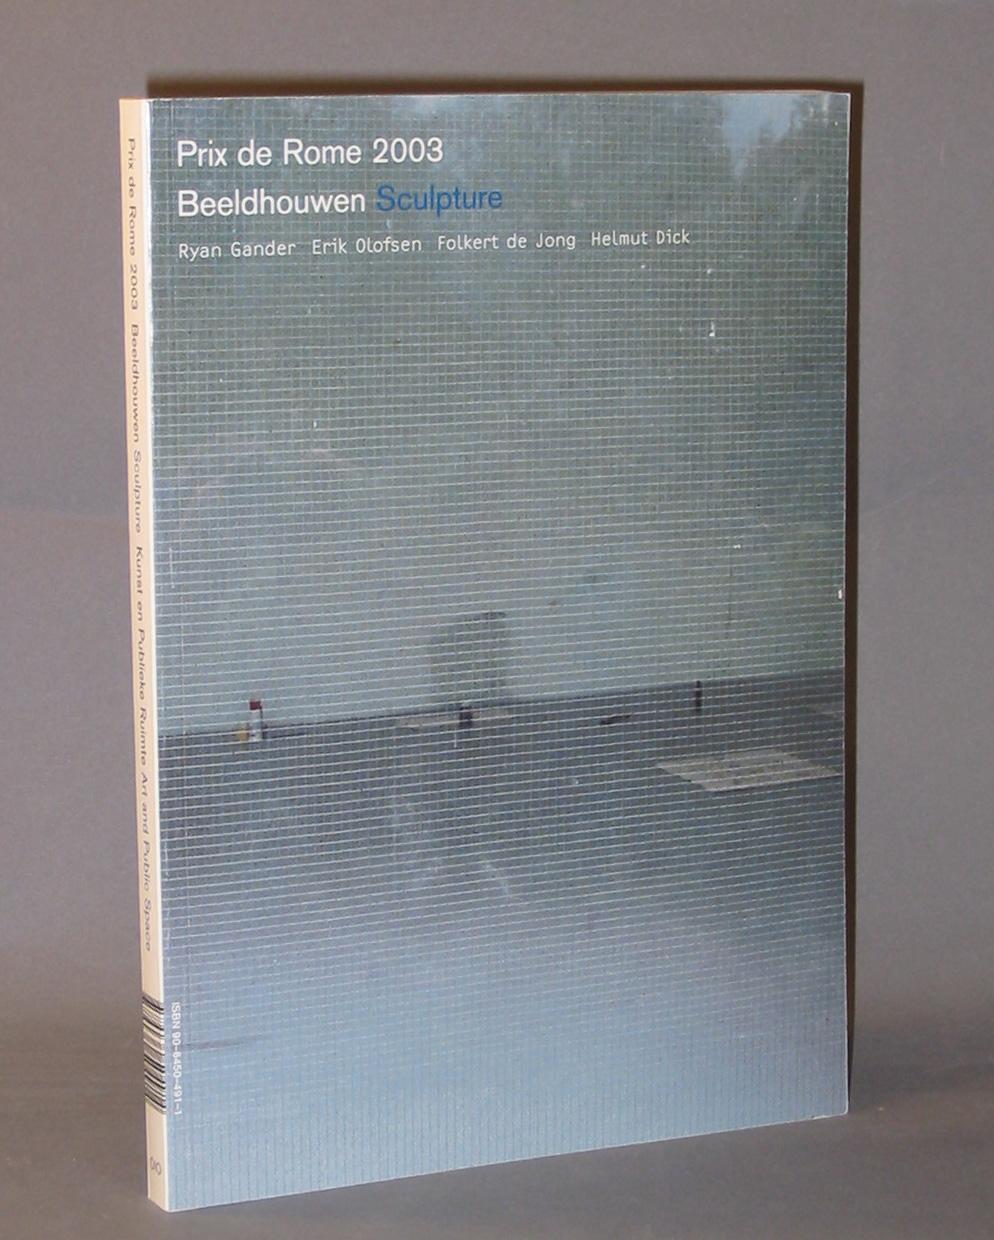 Prix de Rome 2003
Beeldhouwen Sculpture
Ryan Gander Erik Olofsen Folkert de Jong Helmut Dick
Prix de Rome 2003 Beeldhouwen Sculpture Kunst en Publieke Ruimte Art and Public Space
ISBN 90-6450-491-1
010